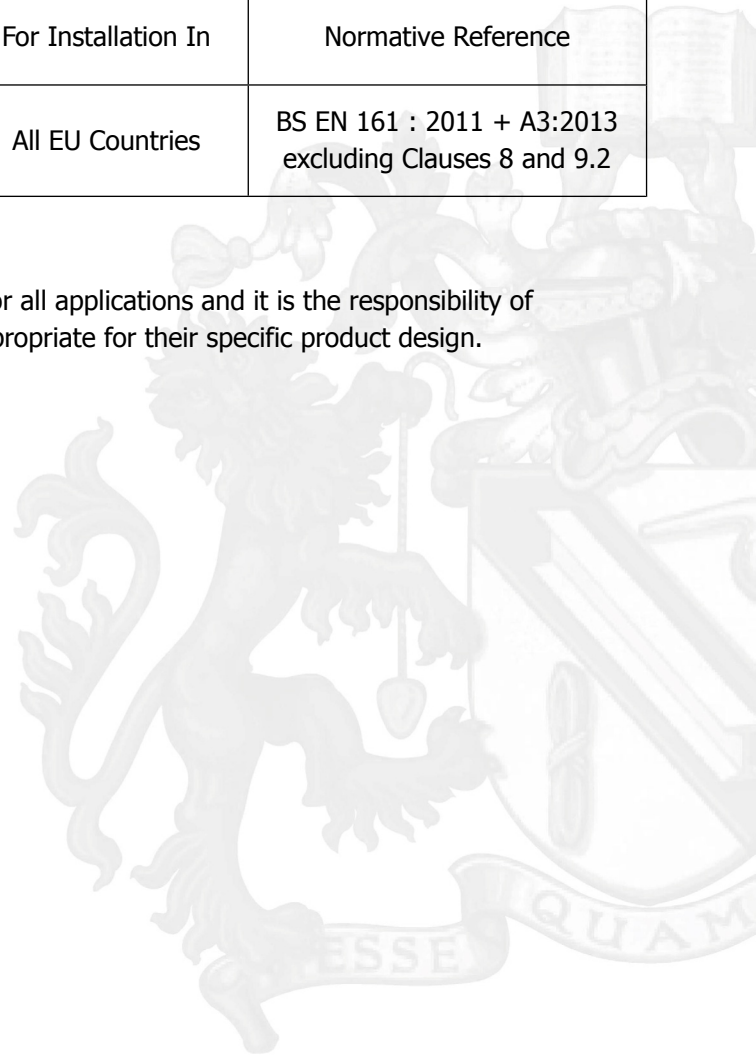 For Installation In
Normative Reference
All EU Countries
BS EN 161 : 2011 + A3:2013
excluding Clauses 8 and 9.2
or all applications and it is the responsibility of
propriate for their specific product design.
ESSE
QUAM